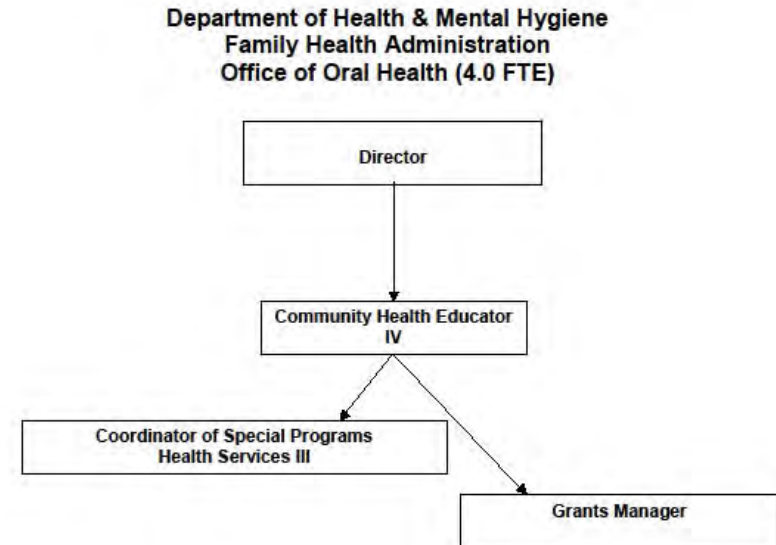 Department of Health & Mental Hygiene
Family Health Administration
Office of Oral Health (4.0 FTE)
Director
Community Health Educator
IV
Coordinator of Special Programs
Health Services III
Grants Manager